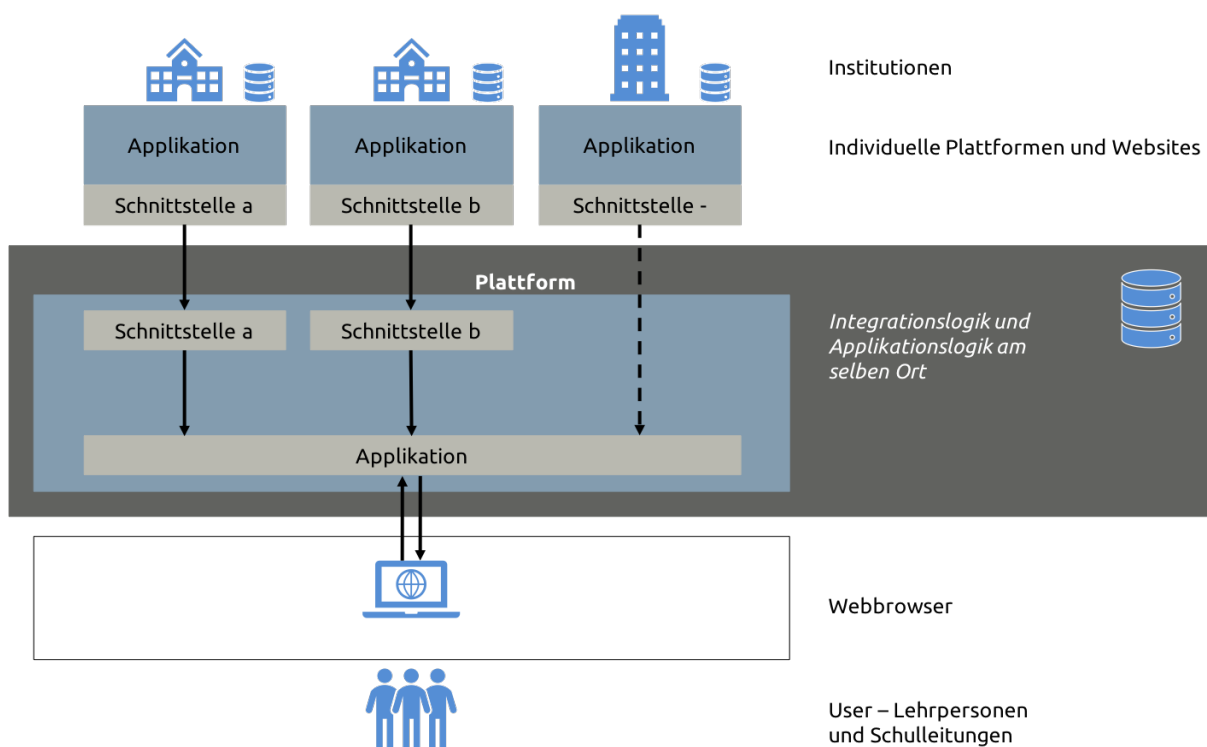 Institutionen
Applikation
Applikation
Applikation
Individuelle Plattformen und Websites
Schnittstelle a
Schnittstelle b
Schnittstelle -
Plattform
Schnittstelle a
Schnittstelle b
Integrationslogik und
Applikationslogik am
selben Ort
Applikation
Webbrowser
User – Lehrpersonen
und Schulleitungen